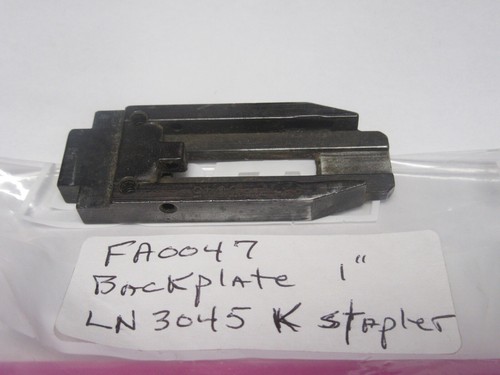 FA0047
Backplate 1"
LN 3045 K stapler